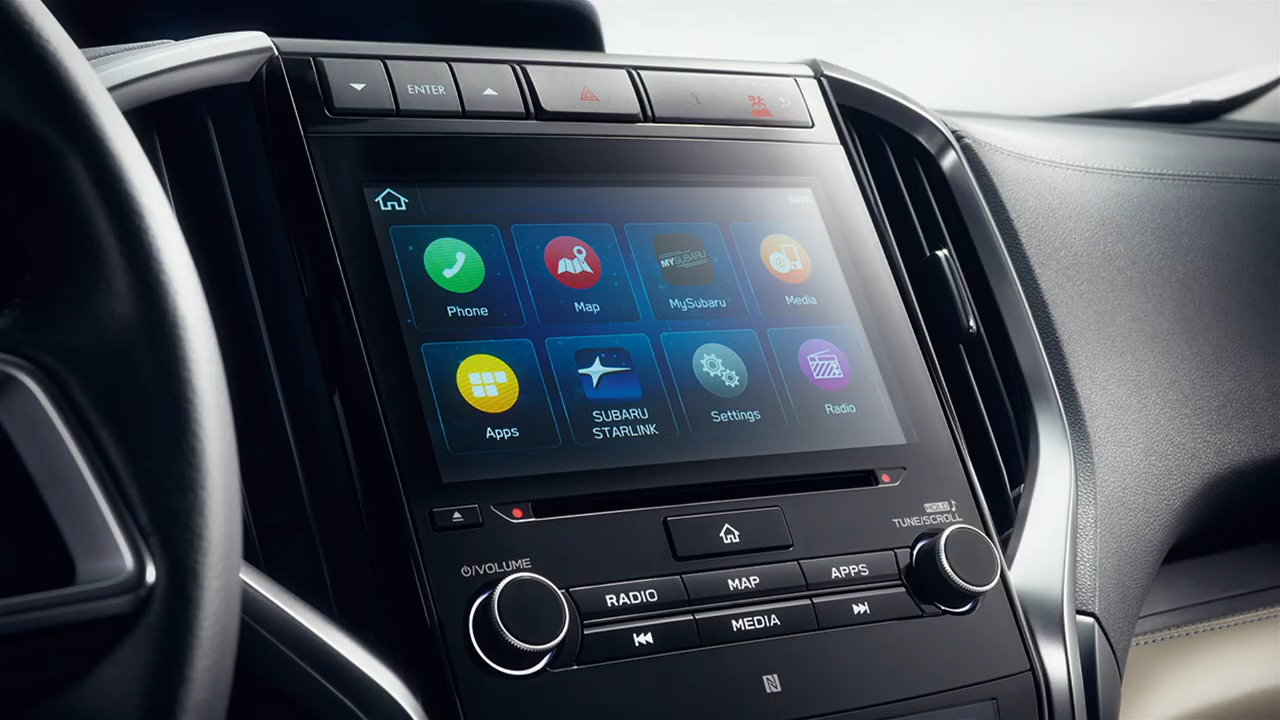 ENTER
MYSUBARU
Phone
Map
MySubaru
Media
Apps
SUBARU
STARLINK
Settings
Radio
HOLD
TUNE/SCROLL
/VOLUME
RADIO
MAP
APPS
MEDIA
N